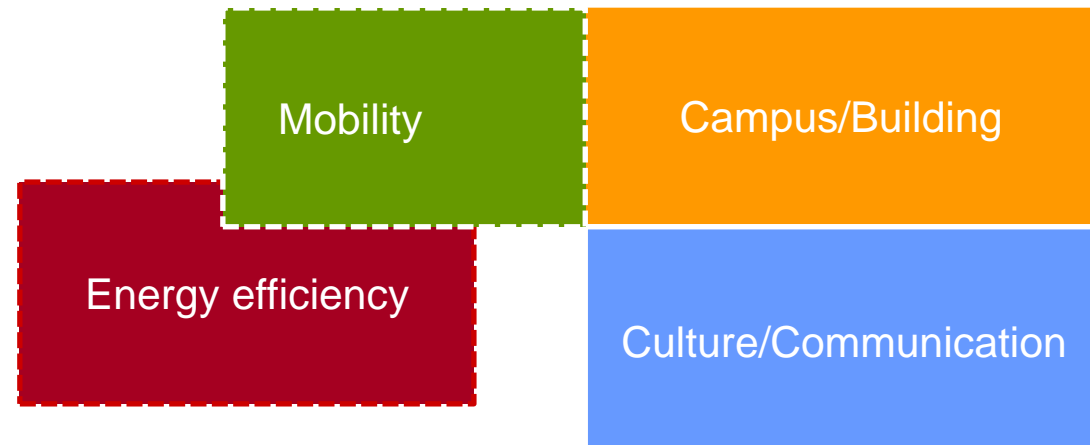 Mobility
Campus/Building
Energy efficiency
Culture/Communication